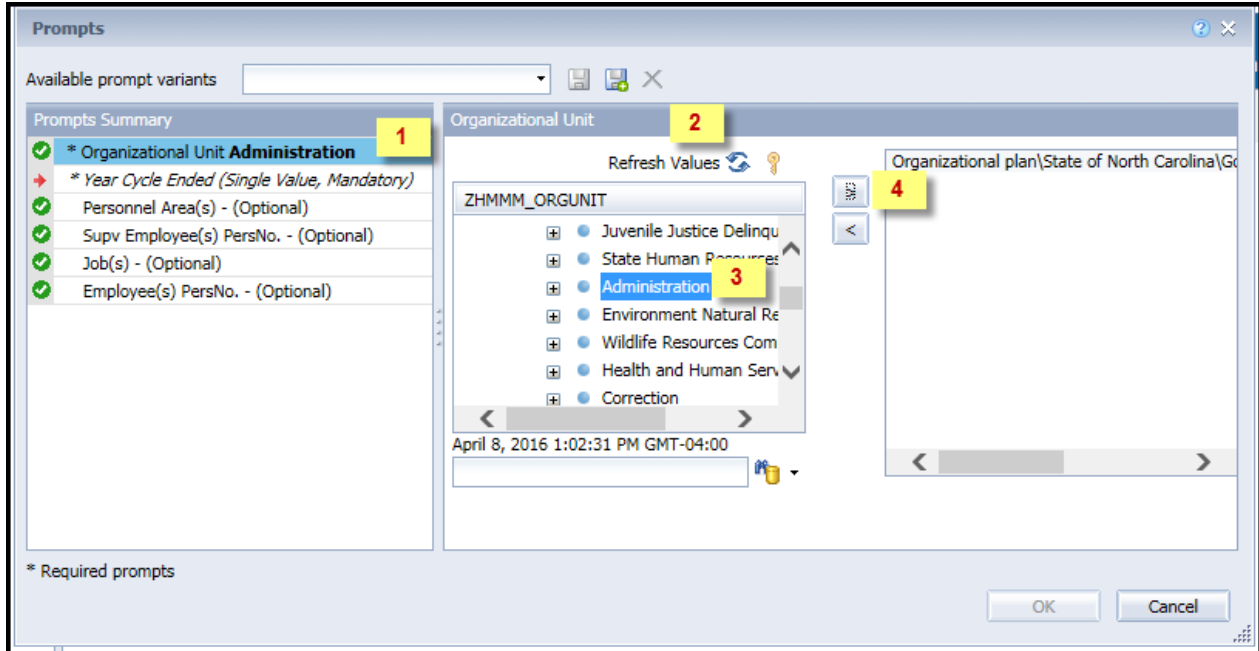 Prompts
Available prompt variants
Prompts Summary
1
* Organizational Unit Administration
* Year Cycle Ended (Single Value, Mandatory)
Personnel Area(s) - (Optional)
Supv Employee(s) PersNo. - (Optional)
Job(s) - (Optional)
Employee(s) PersNo. - (Optional)
Organizational Unit
2
Refresh Values
ZHMMM_ORGUNIT
Juvenile Justice Delinqu
State Human Resources
Administration
3
Environment Natural Re
Wildlife Resources Com
Health and Human Serv
Correction
April 8, 2016 1:02:31 PM GMT-04:00
4
<
Organizational plan\State of North Carolina\Go
* Required prompts
OK
Cancel